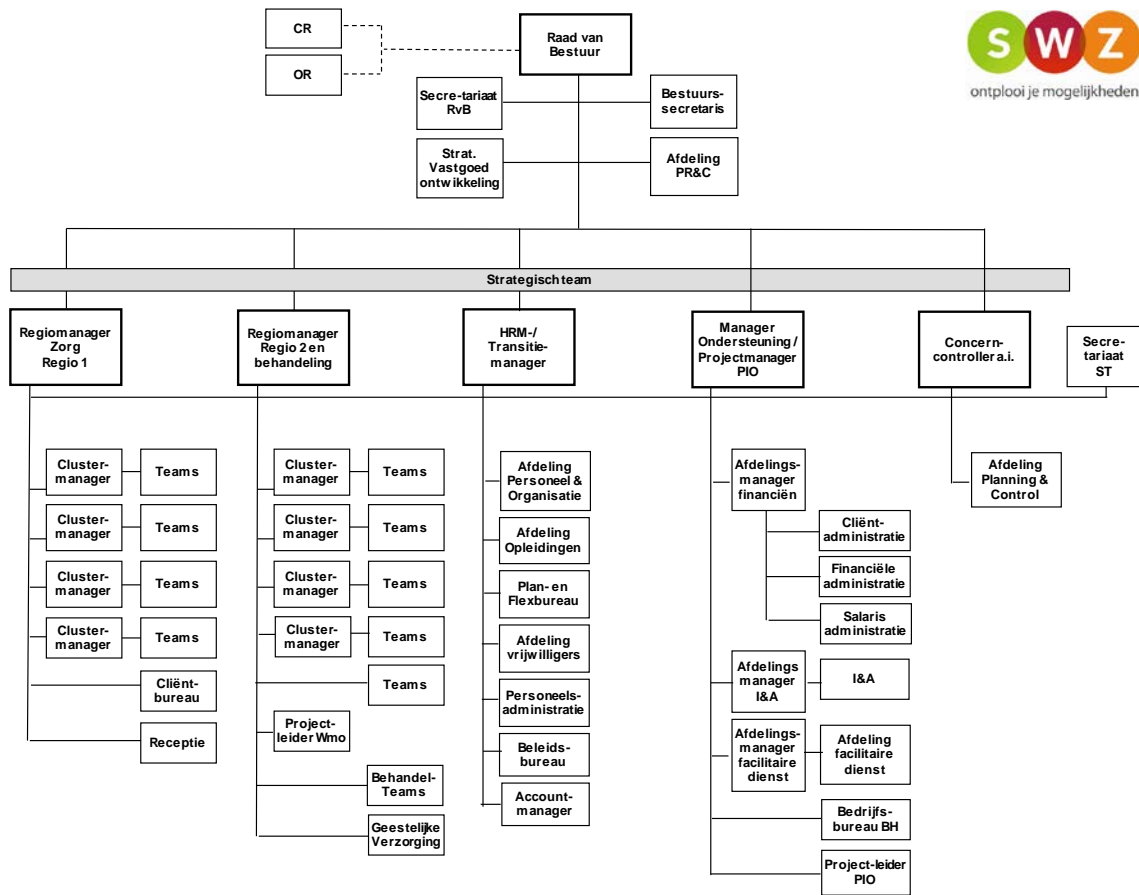 CR
OR
Raad van
Bestuur
SWZ
ontplooi je mogelijkheden
Secre-tariaat
RvB
Bestuurs-
secretaris
Strat.
Vastgoed
ontwikkeling
Afdeling
PR&C
Strategisch team
Regiomanager
Zorg
Regio 1
Regiomanager
Regio 2 en
behandeling
HRM-/
Transitie-
manager
Manager
Ondersteuning /
Projectmanager
PIO
Concern-
controller a.i.
Secre-
tariaat
ST
Cluster-
manager
Teams
Cluster-
manager
Teams
Cluster-
manager
Teams
Cluster-
manager
Teams
Cliënt-
bureau
Receptie
Cluster-
manager
Teams
Cluster-
manager
Teams
Cluster-
manager
Teams
Cluster-
manager
Teams
Teams
Project-
leider Wmo
Behandel-
Teams
Geestelijke
Verzorging
Afdeling
Personeel &
Organisatie
Afdeling
Opleidingen
Plan- en
Flexbureau
Afdeling
vrijwilligers
Personeels-
administratie
Beleids-
bureau
Account-
manager
Afdelings-
manager
financiën
Cliënt-
administratie
Financiële
administratie
Salaris
administratie
Afdelings
manager
I&A
I&A
Afdelings-
manager
facilitaire
dienst
Afdeling
facilitaire
dienst
Bedrijfs-
bureau BH
Project-leider
PIO
Afdeling
Planning &
Control